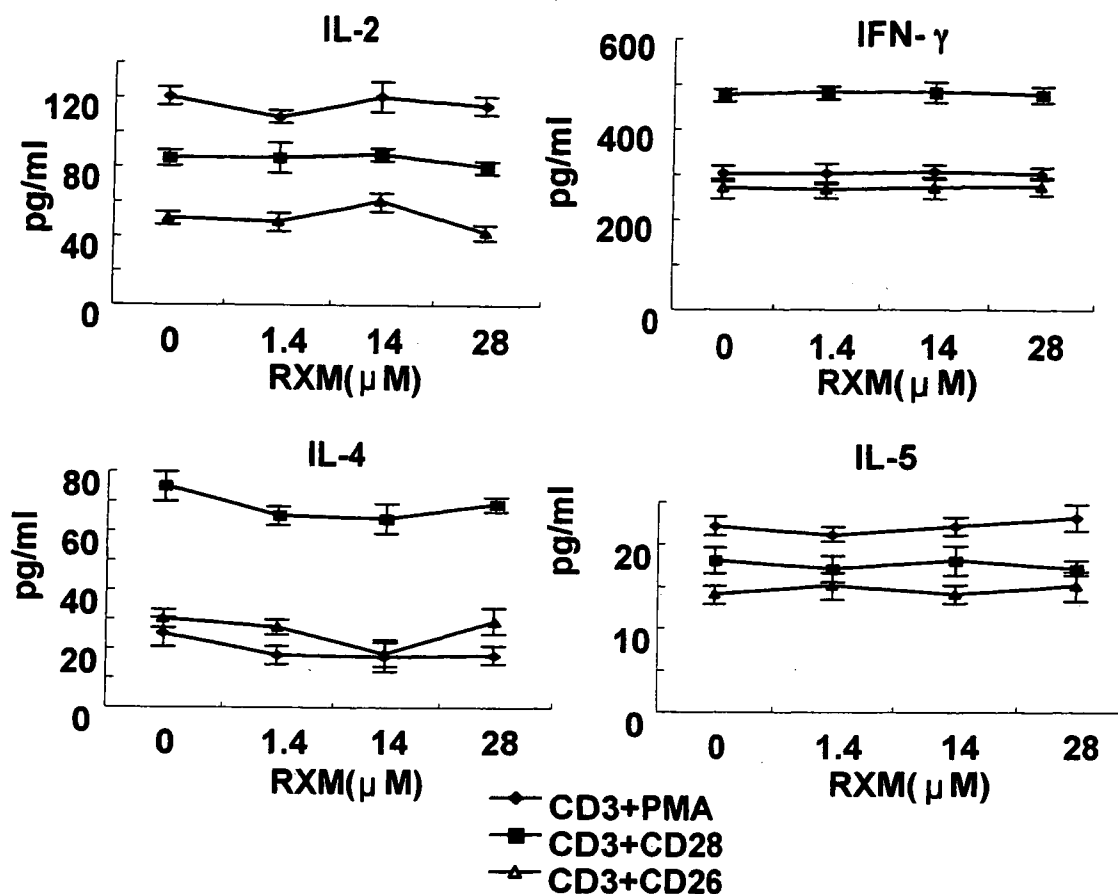 IL-2
120
80
40
0
pg/ml
0 1.4 14 28
RXM(μM)
IFN-γ
600
400
200
0
0 1.4 14 28
RXM(μM)
IL-4
80
60
40
20
0
pg/ml
0 1.4 14 28
RXM(μM)
IL-5
20
10
0
pg/ml
0 1.4 14 28
RXM(μM)
CD3+PMA
CD3+CD28
CD3+CD26